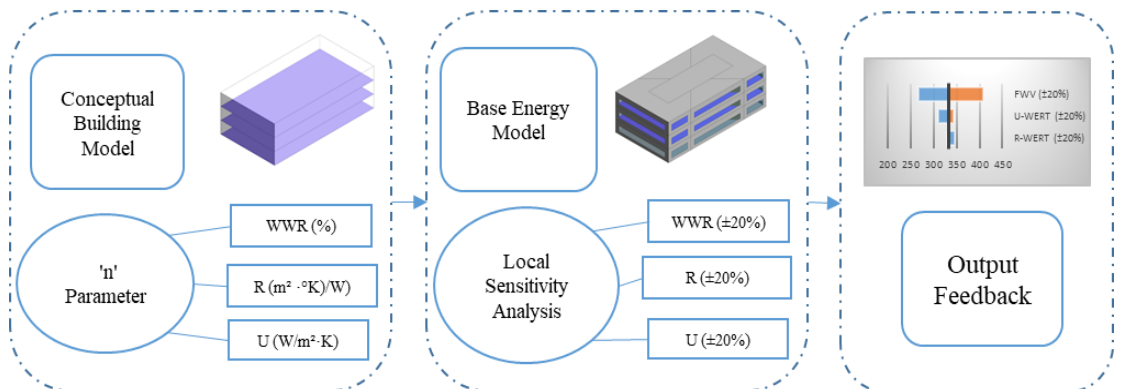 Conceptual
Building
Model
'n'
Parameter
WWR (%)
R (m² ·°K)/W)
U (W/m²·K)
Base Energy
Model
Local
Sensitivity
Analysis
WWR (±20%)
R (±20%)
U (±20%)
FWV (±20%)
U-WERT (±20%)
R-WERT (±20%)
200 250 300 350 400 450
Output
Feedback